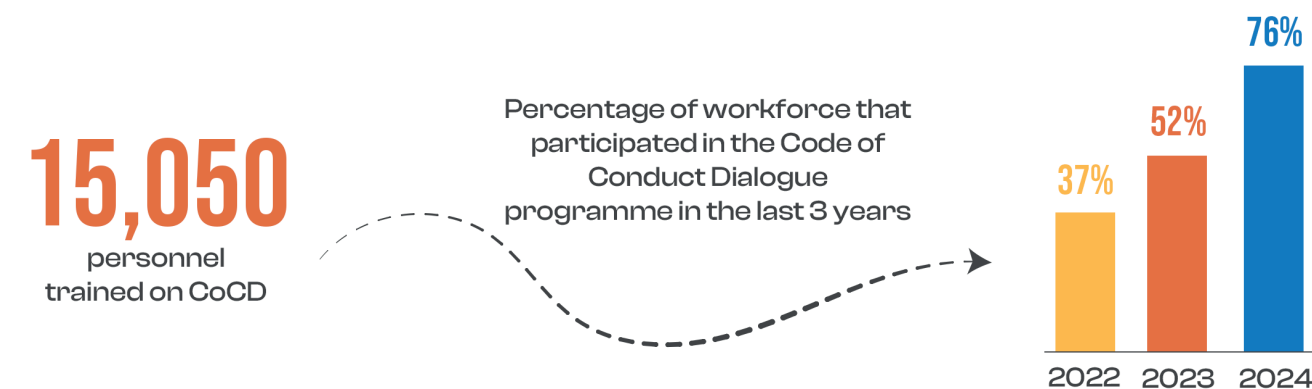 15,050
personnel
trained on CoCD
Percentage of workforce that
participated in the Code of
Conduct Dialogue
programme in the last 3 years
37%
52%
76%
2022
2023
2024